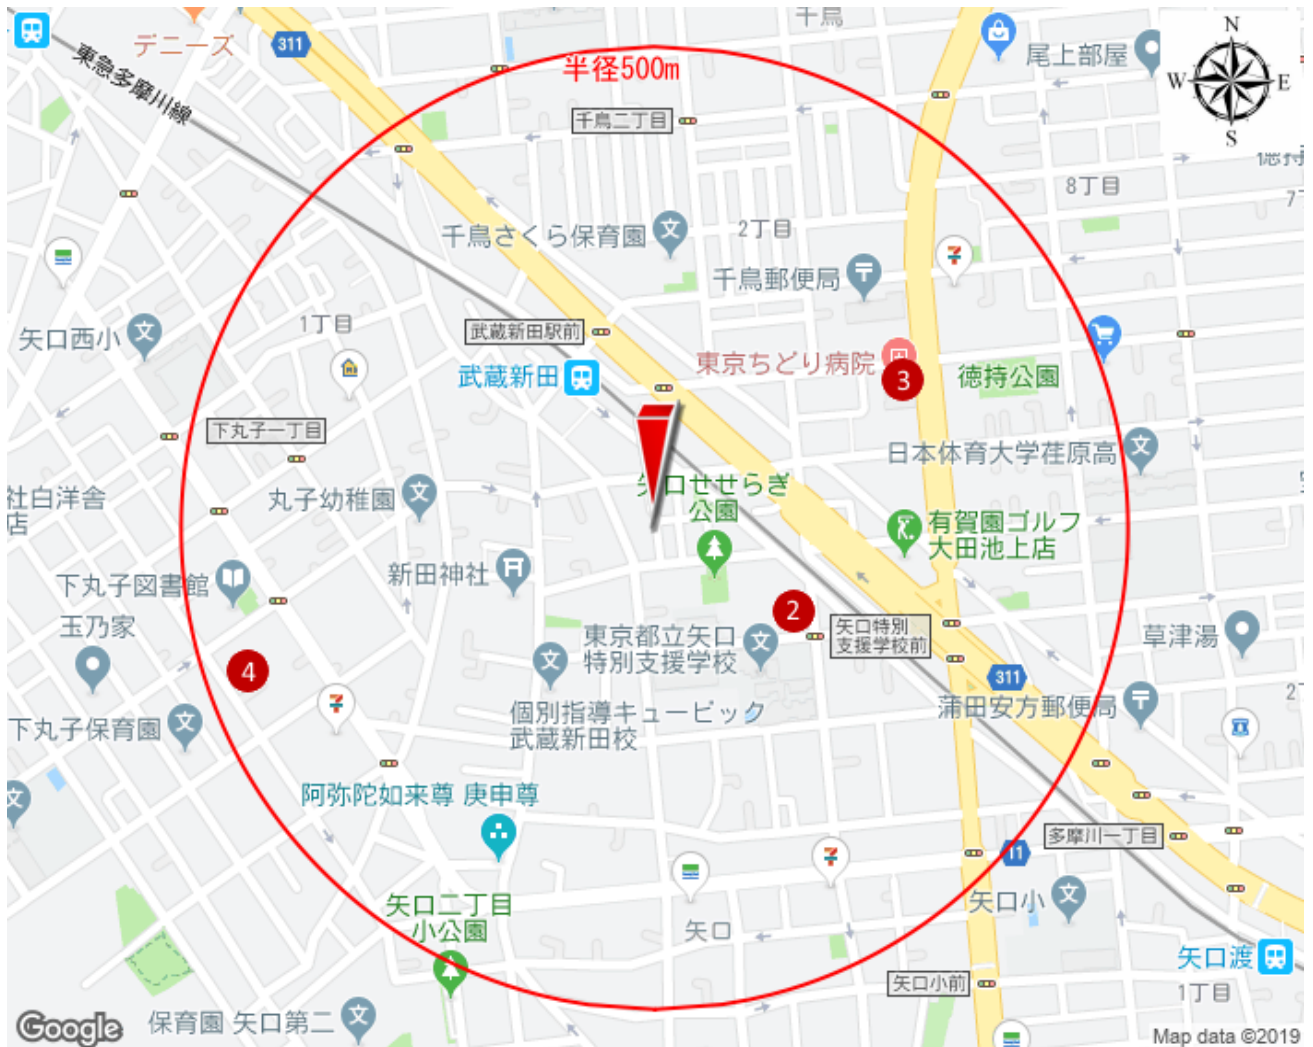 デニーズ
311
千鳥
尾上部屋
N
W
E
S
東急多摩川線
半径500m
千鳥二丁目
8丁目
千鳥さくら保育園
文
2丁目
千鳥郵便局
〒
矢口西小
文
1丁目
武蔵新田駅前
武蔵新田
東京ちどり病院
3
徳持公園
下丸子一丁目
日本体育大学荏原高
文
矢口せせらぎ
公園
丸子幼稚園
文
社白洋舎
店
有賀園ゴルフ
大田池上店
下丸子図書館
新田神社
玉乃家
2
東京都立矢口
特別支援学校
文
矢口特別
支援学校前
草津湯
4
文
311
7
蒲田安方郵便局
〒
下丸子保育園
文
個別指導キュービック
武蔵新田校
文
阿弥陀如来尊 庚申尊
多摩川一丁目
11
7
矢口二丁目
小公園
矢口
矢口小
文
矢口渡
矢口小前
1丁目
Google
保育園 矢口第二
文
Map data ©2019